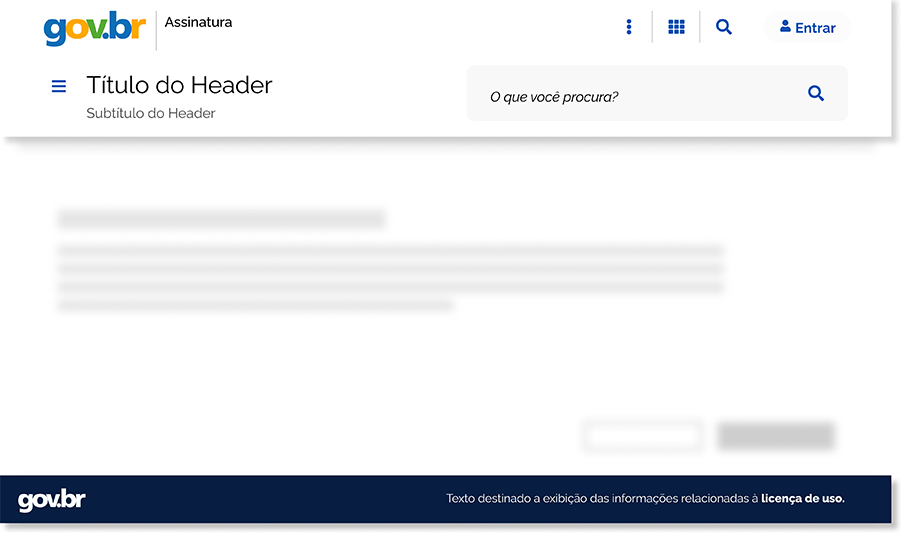 gov.br
Assinatura
Entrar
Título do Header
Subtítulo do Header
O que você procura?
gov.br
Texto destinado a exibição das informações relacionadas à licença de uso.